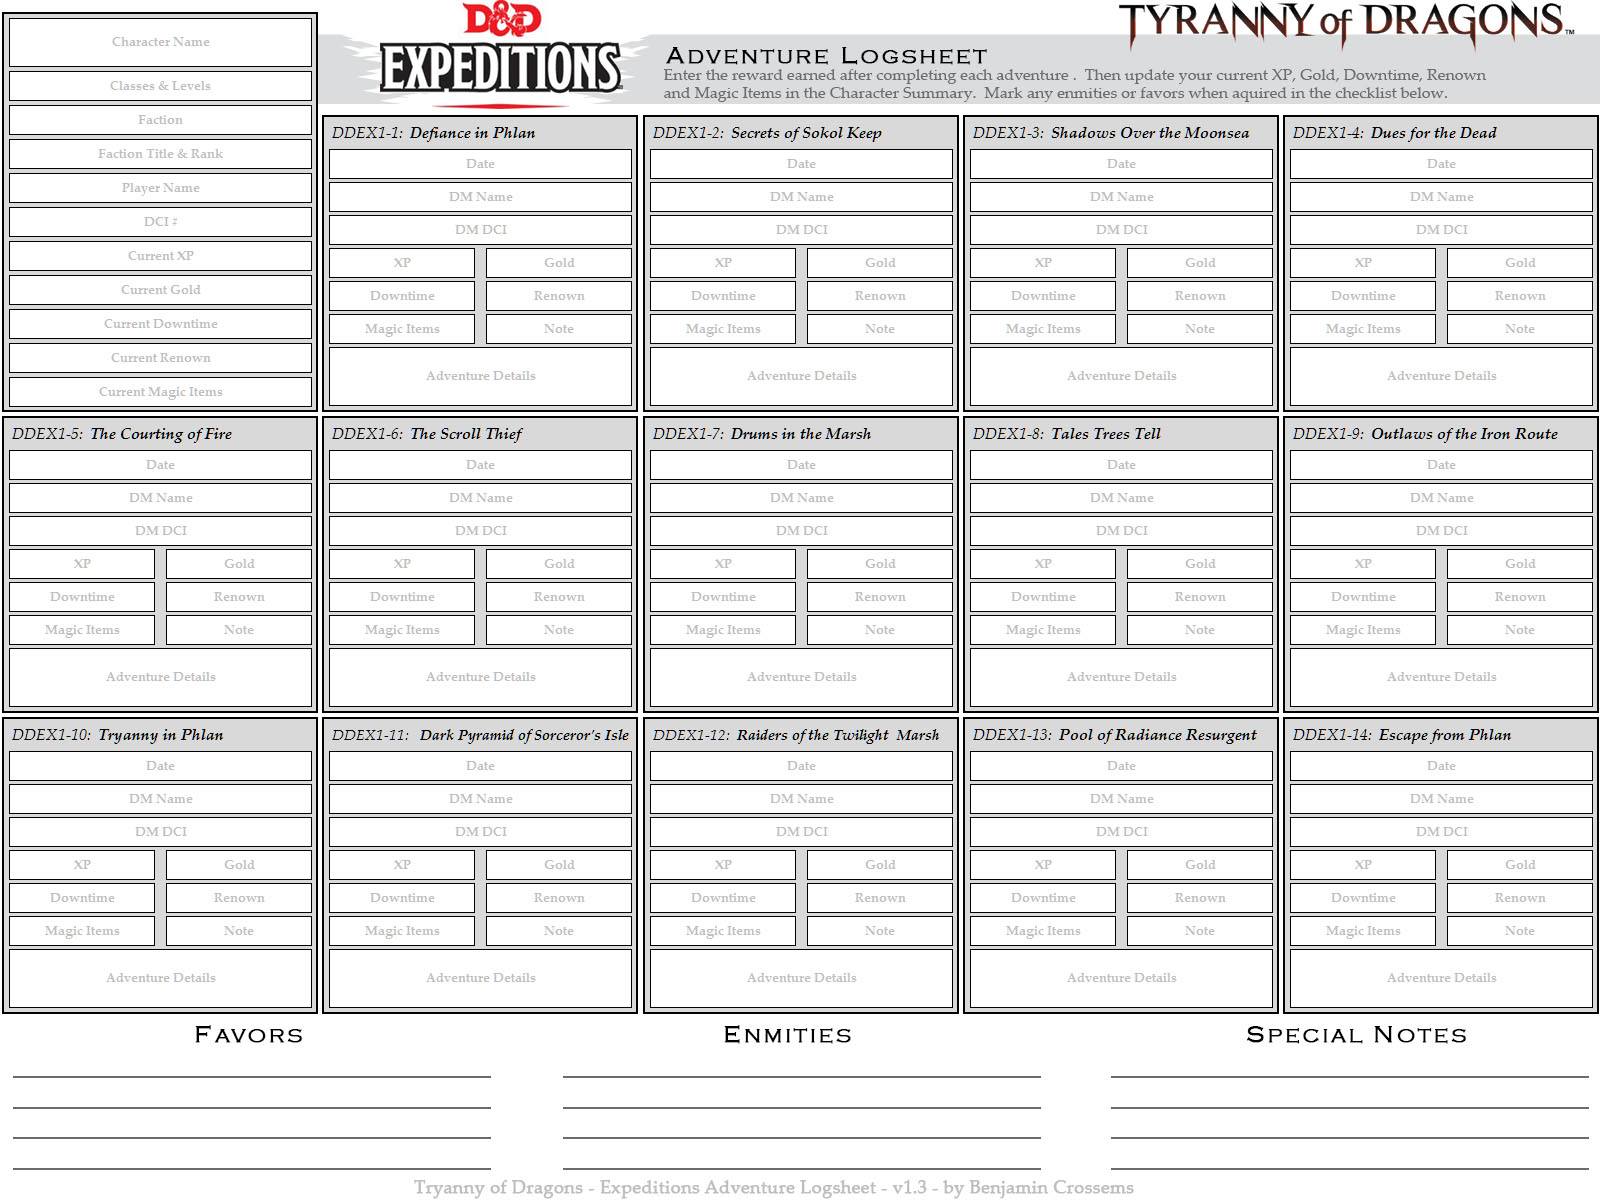 D&D
EXPEDITIONS
TYRANNY of DRAGONS™
ADVENTURE LOGSHEET
Enter the reward earned after completing each adventure . Then update your current XP, Gold, Downtime, Renown
and Magic Items in the Character Summary. Mark any enmities or favors when aquired in the checklist below.
Character Name
Classes & Levels
Faction
Faction Title & Rank
Player Name
DCI #
Current XP
Current Gold
Current Downtime
Current Renown
Current Magic Items
DDEX1-1: Defiance in Phlan
Date
DM Name
DM DCI
XP Gold
Downtime Renown
Magic Items Note
Adventure Details
DDEX1-2: Secrets of Sokol Keep
Date
DM Name
DM DCI
XP Gold
Downtime Renown
Magic Items Note
Adventure Details
DDEX1-3: Shadows Over the Moonsea
Date
DM Name
DM DCI
XP Gold
Downtime Renown
Magic Items Note
Adventure Details
DDEX1-4: Dues for the Dead
Date
DM Name
DM DCI
XP Gold
Downtime Renown
Magic Items Note
Adventure Details
DDEX1-5: The Courting of Fire
Date
DM Name
DM DCI
XP Gold
Downtime Renown
Magic Items Note
Adventure Details
DDEX1-6: The Scroll Thief
Date
DM Name
DM DCI
XP Gold
Downtime Renown
Magic Items Note
Adventure Details
DDEX1-7: Drums in the Marsh
Date
DM Name
DM DCI
XP Gold
Downtime Renown
Magic Items Note
Adventure Details
DDEX1-8: Tales Trees Tell
Date
DM Name
DM DCI
XP Gold
Downtime Renown
Magic Items Note
Adventure Details
DDEX1-9: Outlaws of the Iron Route
Date
DM Name
DM DCI
XP Gold
Downtime Renown
Magic Items Note
Adventure Details
DDEX1-10: Tryanny in Phlan
Date
DM Name
DM DCI
XP Gold
Downtime Renown
Magic Items Note
Adventure Details
DDEX1-11: Dark Pyramid of Sorceror's Isle
Date
DM Name
DM DCI
XP Gold
Downtime Renown
Magic Items Note
Adventure Details
DDEX1-12: Raiders of the Twilight Marsh
Date
DM Name
DM DCI
XP Gold
Downtime Renown
Magic Items Note
Adventure Details
DDEX1-13: Pool of Radiance Resurgent
Date
DM Name
DM DCI
XP Gold
Downtime Renown
Magic Items Note
Adventure Details
DDEX1-14: Escape from Phlan
Date
DM Name
DM DCI
XP Gold
Downtime Renown
Magic Items Note
Adventure Details
FAVORS
ENMITIES
SPECIAL NOTES
Tryanny of Dragons - Expeditions Adventure Logsheet - v1.3 - by Benjamin Crossems